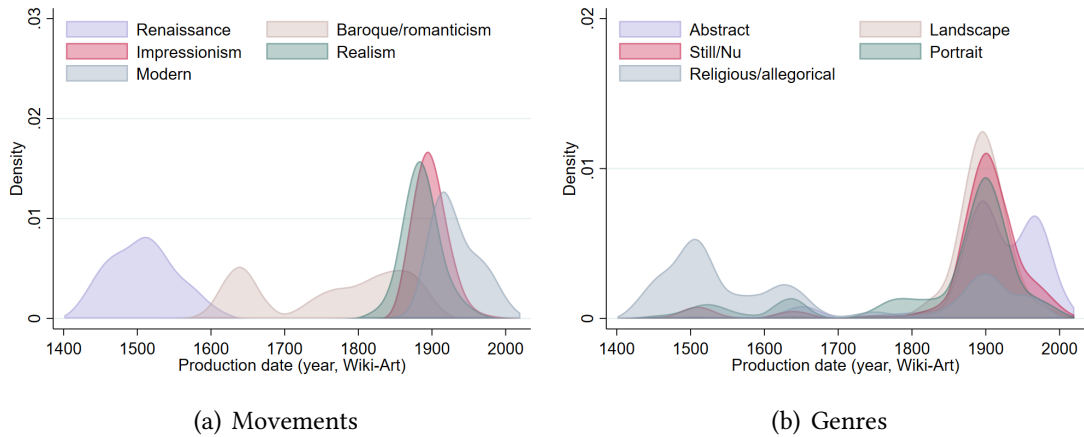 Renaissance Baroque/romanticism
Impressionism Realism
Modern
Density
.03
.02
.01
0
1400 1500 1600 1700 1800 1900 2000
Production date (year, Wiki-Art)
(a) Movements
Abstract Landscape
Still/Nu Portrait
Religious/allegorical
Density
.02
.01
0
1400 1500 1600 1700 1800 1900 2000
Production date (year, Wiki-Art)
(b) Genres